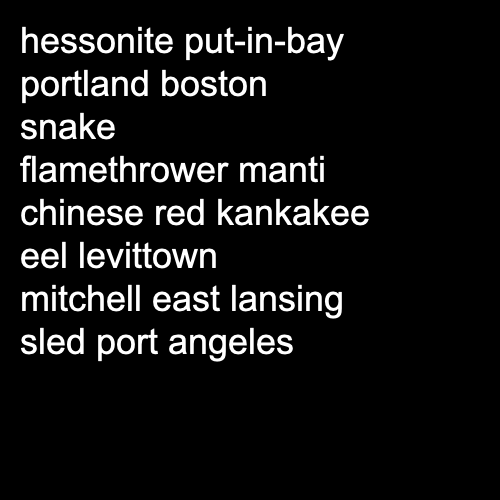 hessonite put-in-bay
portland boston
snake
flamethrower manti
chinese red kankakee
eel levittown
mitchell east lansing
sled port angeles